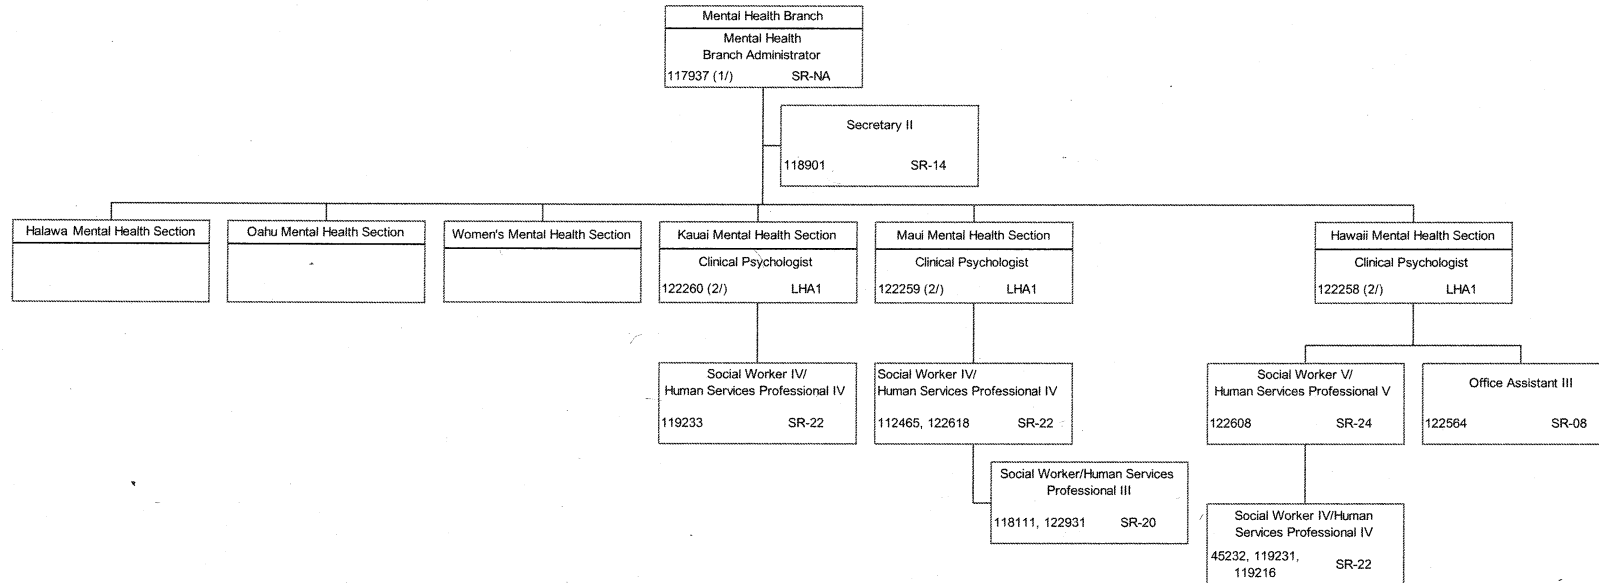 Mental Health Branch
Mental Health
Branch Administrator
117937 (1/) SR-NA
Secretary II
118901 SR-14
Halawa Mental Health Section
Oahu Mental Health Section
Women's Mental Health Section
Kauai Mental Health Section
Clinical Psychologist
122260 (2/) LHA1
Maui Mental Health Section
Clinical Psychologist
122259 (2/) LHA1
Hawaii Mental Health Section
Clinical Psychologist
122258 (2/) LHA1
Social Worker IV/
Human Services Professional IV
119233 SR-22
Social Worker IV/
Human Services Professional IV
112465, 122618 SR-22
Social Worker V/
Human Services Professional V
122608 SR-24
Office Assistant III
122564 SR-08
Social Worker/Human Services
Professional III
118111, 122931 SR-20
Social Worker IV/Human
Services Professional IV
45232, 119231,
119216 SR-22